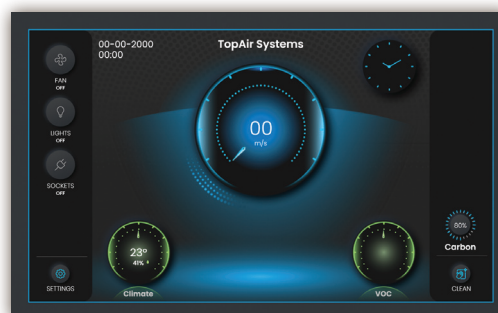 00-00-2000
00:00
TopAir Systems
FAN
OFF
LIGHTS
OFF
SOCKETS
OFF
SETTINGS
00
m/s
23°
41%
Climate
VOC
80%
Carbon
CLEAN